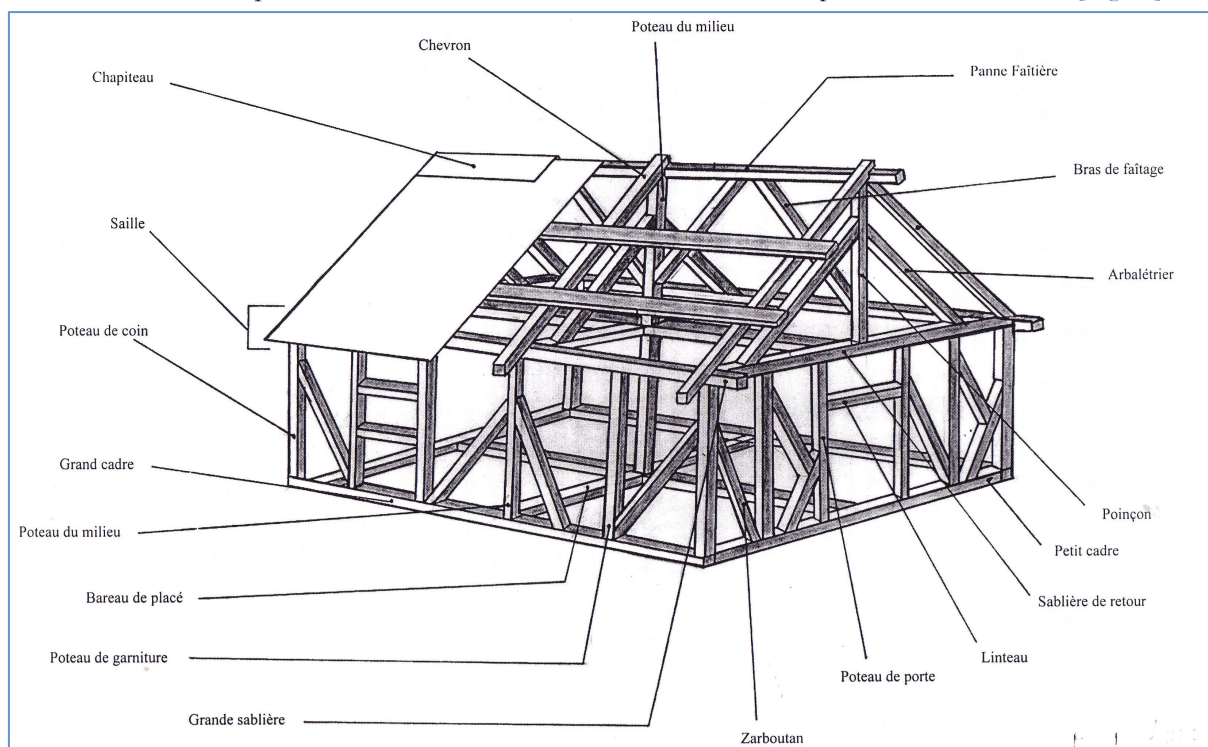 Poteau du milieu
Chevron
Chapiteau
Panne Faîtière
Bras de faîtage
Saille
Arbalétrier
Poteau de coin
Grand cadre
Poinçon
Poteau du milieu
Petit cadre
Bareau de placé
Sablière de retour
Poteau de garniture
Linteau
Poteau de porte
Grande sablière
Zarboutan